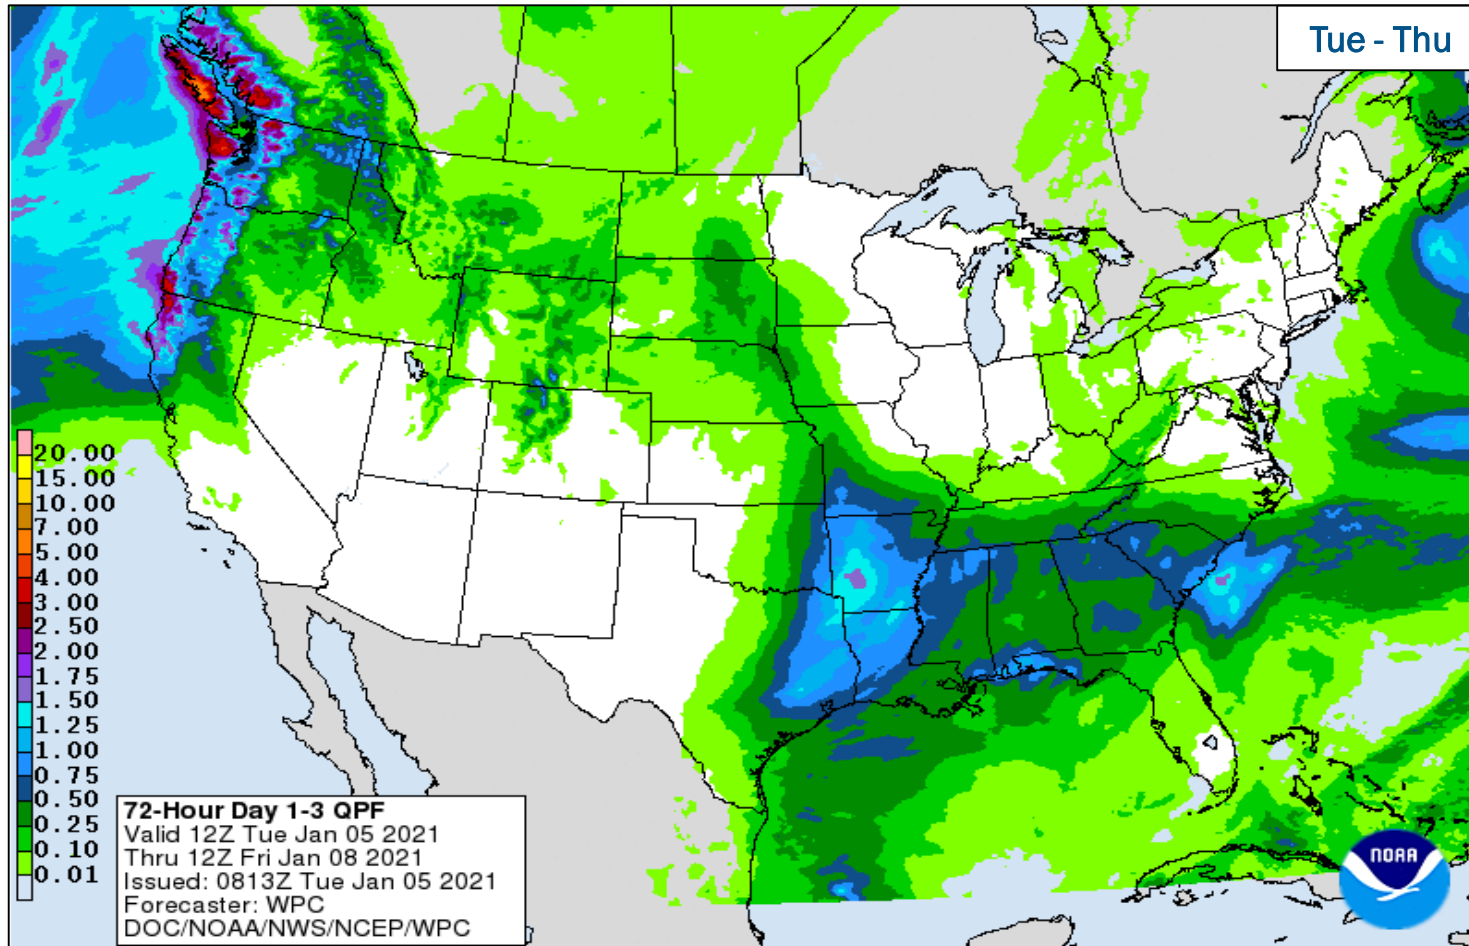 Tue - Thu
20.00
15.00
10.00
7.00
5.00
4.00
3.00
2.50
2.00
1.75
1.50
1.25
1.00
0.75
0.50
0.25
0.10
0.01
72-Hour Day 1-3 QPF
Valid 12Z Tue Jan 05 2021
Thru 12Z Fri Jan 08 2021
Issued: 0813Z Tue Jan 05 2021
Forecaster: WPC
DOC/NOAA/NWS/NCEP/WPC
NOAA